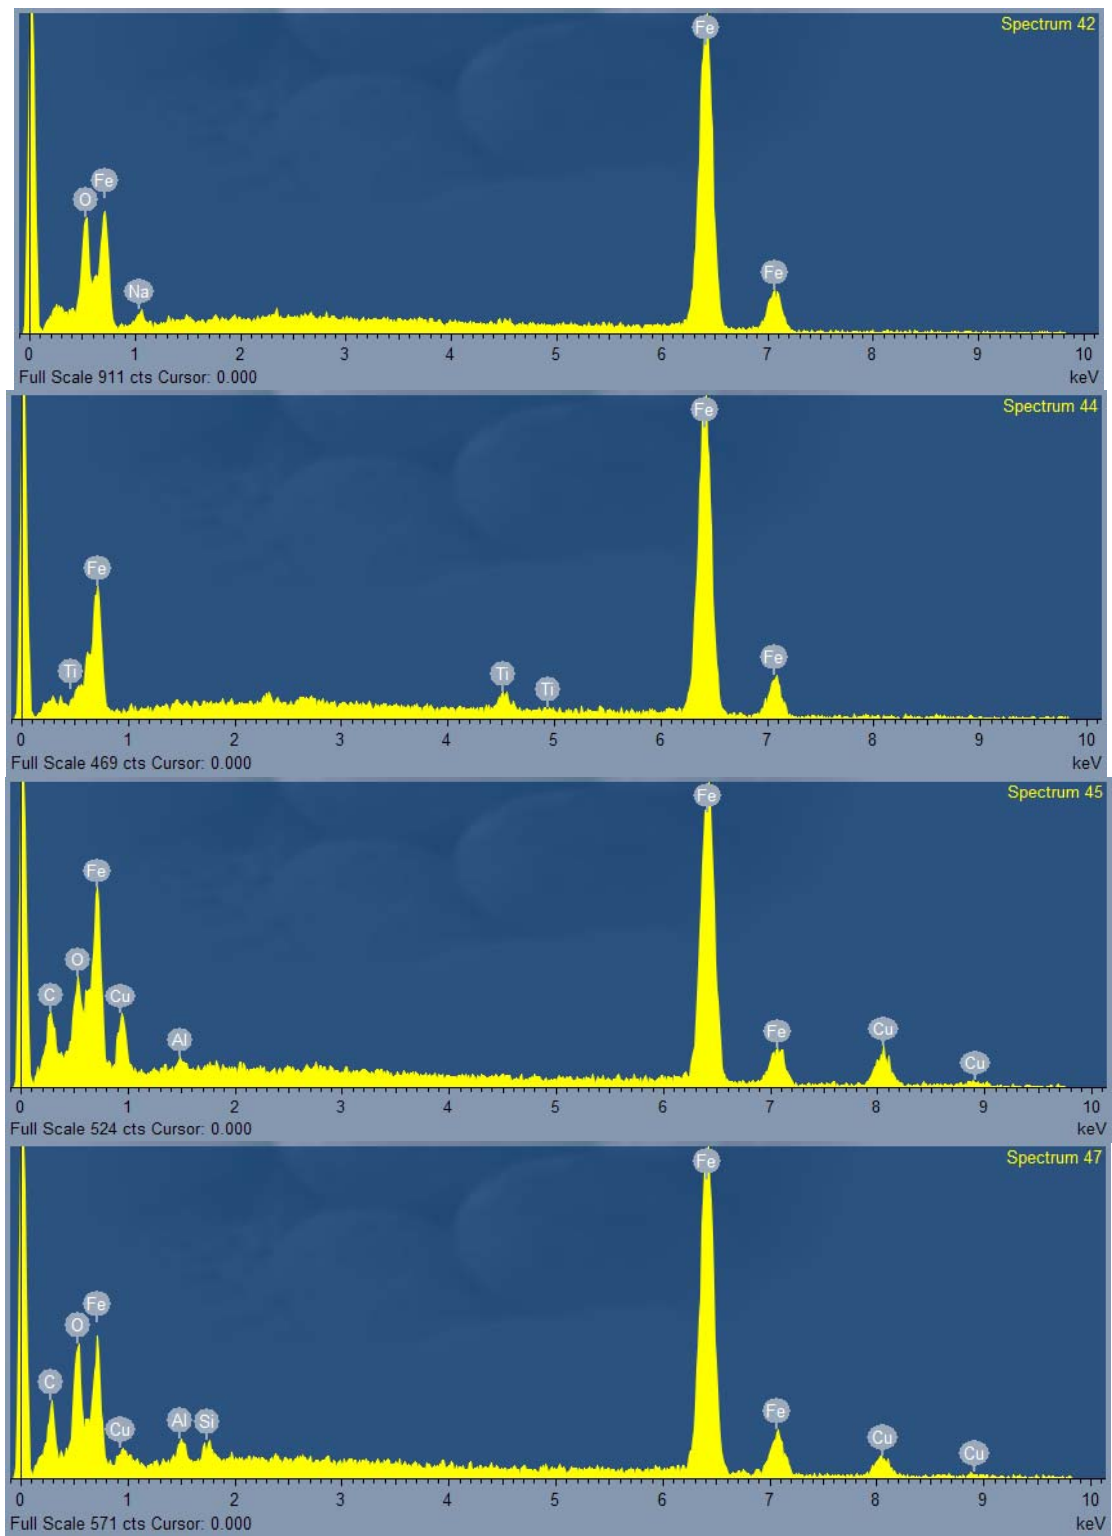 Spectrum 42
Fe
Fe
O
Na
Fe
0 1 2 3 4 5 6 7 8 9 10
Full Scale 911 cts Cursor: 0.000 keV
Spectrum 44
Fe
Fe
Ti Ti Ti Fe
0 1 2 3 4 5 6 7 8 9 10
Full Scale 469 cts Cursor: 0.000 keV
Spectrum 45
Fe
Fe
O
C Cu
Al Fe Cu Cu
0 1 2 3 4 5 6 7 8 9 10
Full Scale 524 cts Cursor: 0.000 keV
Spectrum 47
Fe
Fe
O
C
Cu Al Si Fe Cu Cu
0 1 2 3 4 5 6 7 8 9 10
Full Scale 571 cts Cursor: 0.000 keV